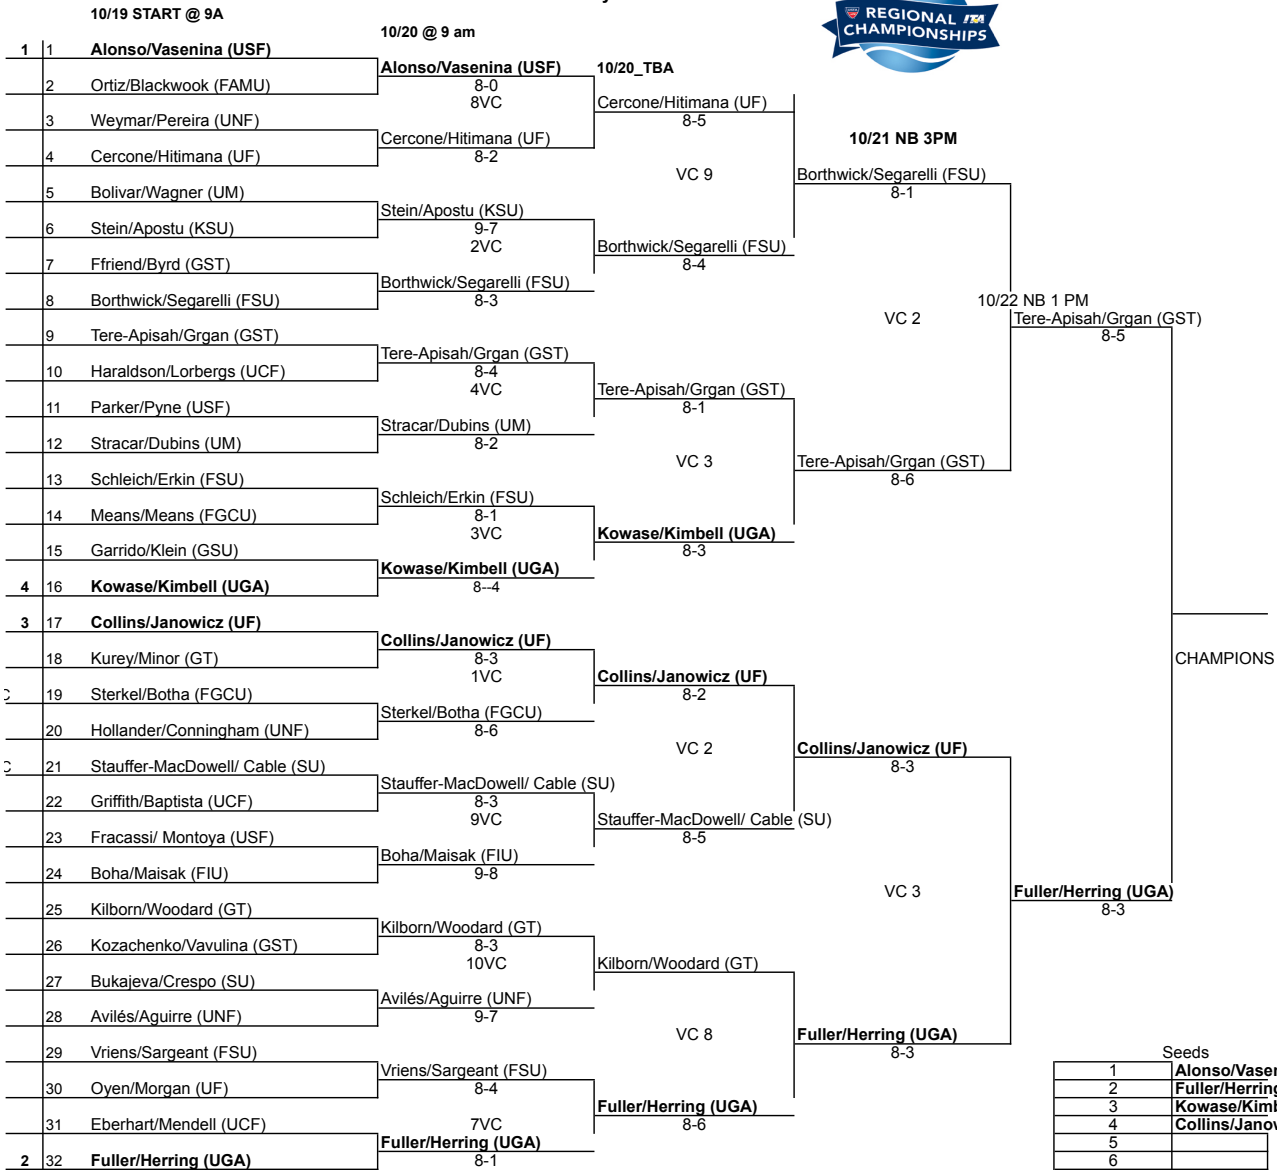 10/19 START @ 9A
10/20 @ 9 am
REGIONAL ITA
CHAMPIONSHIPS
10/20_TBA
10/21 NB 3PM
10/22 NB 1 PM
1 1 Alonso/Vasenina (USF)
2 Ortiz/Blackwook (FAMU)
3 Weymar/Pereira (UNF)
4 Cercone/Hitimana (UF)
5 Bolivar/Wagner (UM)
6 Stein/Apostu (KSU)
7 Ffriend/Byrd (GST)
8 Borthwick/Segarelli (FSU)
9 Tere-Apisah/Grgan (GST)
10 Haraldson/Lorbergs (UCF)
11 Parker/Pyne (USF)
12 Stracar/Dubins (UM)
13 Schleich/Erkin (FSU)
14 Means/Means (FGCU)
15 Garrido/Klein (GSU)
4 16 Kowase/Kimbell (UGA)
3 17 Collins/Janowicz (UF)
18 Kurey/Minor (GT)
19 Sterkel/Botha (FGCU)
20 Hollander/Conningham (UNF)
21 Stauffer-MacDowell/ Cable (SU)
22 Griffith/Baptista (UCF)
23 Fracassi/ Montoya (USF)
24 Boha/Maisak (FIU)
25 Kilborn/Woodard (GT)
26 Kozachenko/Vavulina (GST)
27 Bukajeva/Crespo (SU)
28 Avilés/Aguirre (UNF)
29 Vriens/Sargeant (FSU)
30 Oyen/Morgan (UF)
31 Eberhart/Mendell (UCF)
2 32 Fuller/Herring (UGA)
Alonso/Vasenina (USF)
8-0
8VC
Cercone/Hitimana (UF)
8-2
Stein/Apostu (KSU)
9-7
2VC
Borthwick/Segarelli (FSU)
8-3
Tere-Apisah/Grgan (GST)
8-4
4VC
Stracar/Dubins (UM)
8-2
Schleich/Erkin (FSU)
8-1
3VC
Kowase/Kimbell (UGA)
8--4
Collins/Janowicz (UF)
8-3
1VC
Sterkel/Botha (FGCU)
8-6
Stauffer-MacDowell/ Cable (SU)
8-3
9VC
Boha/Maisak (FIU)
9-8
Kilborn/Woodard (GT)
8-3
10VC
Avilés/Aguirre (UNF)
9-7
Vriens/Sargeant (FSU)
8-4
7VC
Fuller/Herring (UGA)
8-1
Cercone/Hitimana (UF)
8-5
VC 9
Borthwick/Segarelli (FSU)
8-4
Tere-Apisah/Grgan (GST)
8-1
VC 3
Kowase/Kimbell (UGA)
8-3
Collins/Janowicz (UF)
8-2
VC 2
Stauffer-MacDowell/ Cable (SU)
8-5
Kilborn/Woodard (GT)
VC 8
Fuller/Herring (UGA)
8-6
Borthwick/Segarelli (FSU)
8-1
VC 2
Tere-Apisah/Grgan (GST)
8-6
Collins/Janowicz (UF)
8-3
VC 3
Fuller/Herring (UGA)
8-3
Tere-Apisah/Grgan (GST)
8-5
Fuller/Herring (UGA)
8-3
CHAMPIONS
Seeds
1 Alonso/Vasen
2 Fuller/Herring
3 Kowase/Kimb
4 Collins/Janow
5
6